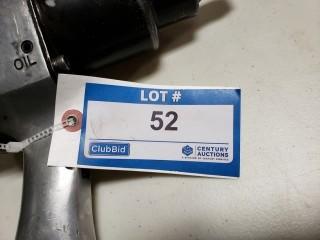 OIL
LOT #
52
ClubBid
CENTURY
AUCTIONS